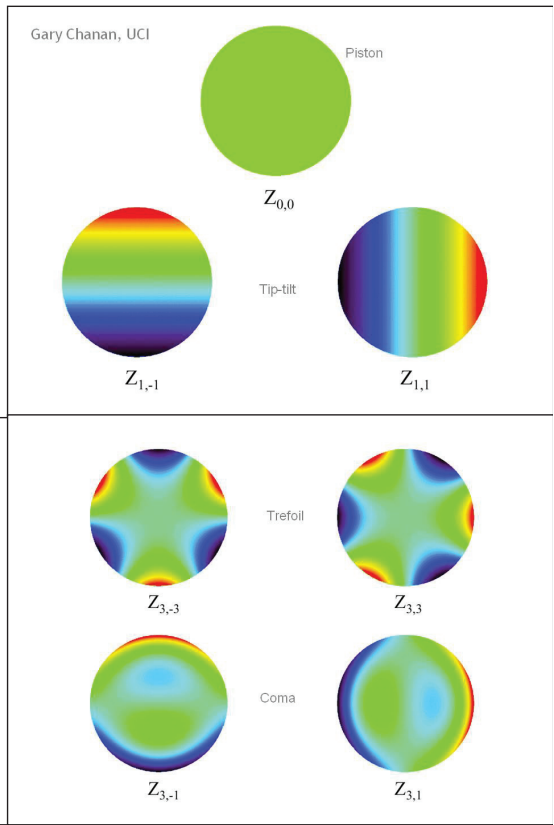 Gary Chanan, UCI
Piston
Z0,0
Tip-tilt
Z1,-1
Z1,1
Trefoil
Z3,-3
Z3,3
Coma
Z3,-1
Z3,1